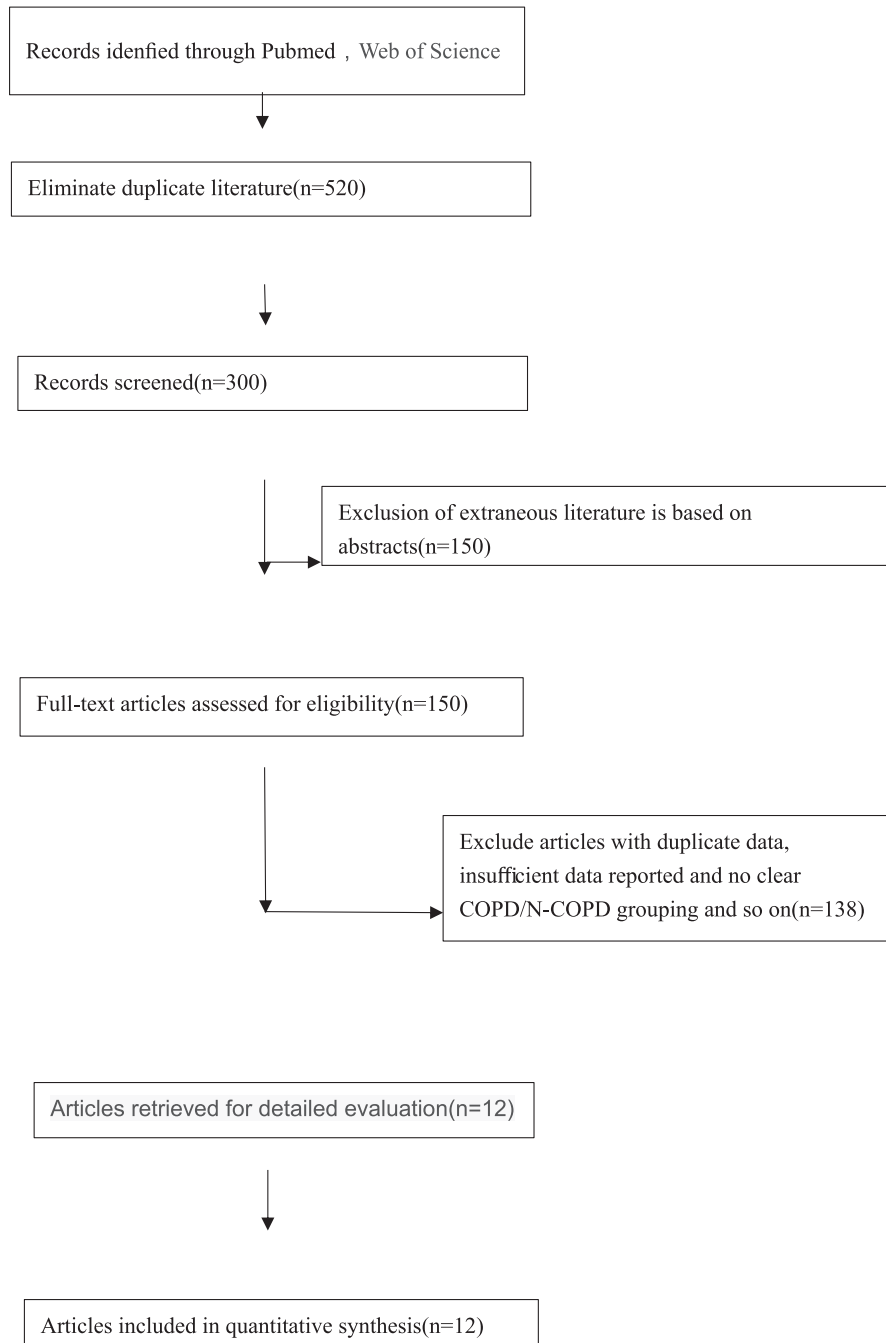 Records idenfied through Pubmed , Web of Science
Eliminate duplicate literature(n=520)
Records screened(n=300)
Exclusion of extraneous literature is based on
abstracts(n=150)
Full-text articles assessed for eligibility(n=150)
Exclude articles with duplicate data,
insufficient data reported and no clear
COPD/N-COPD grouping and so on(n=138)
Articles retrieved for detailed evaluation(n=12)
Articles included in quantitative synthesis(n=12)